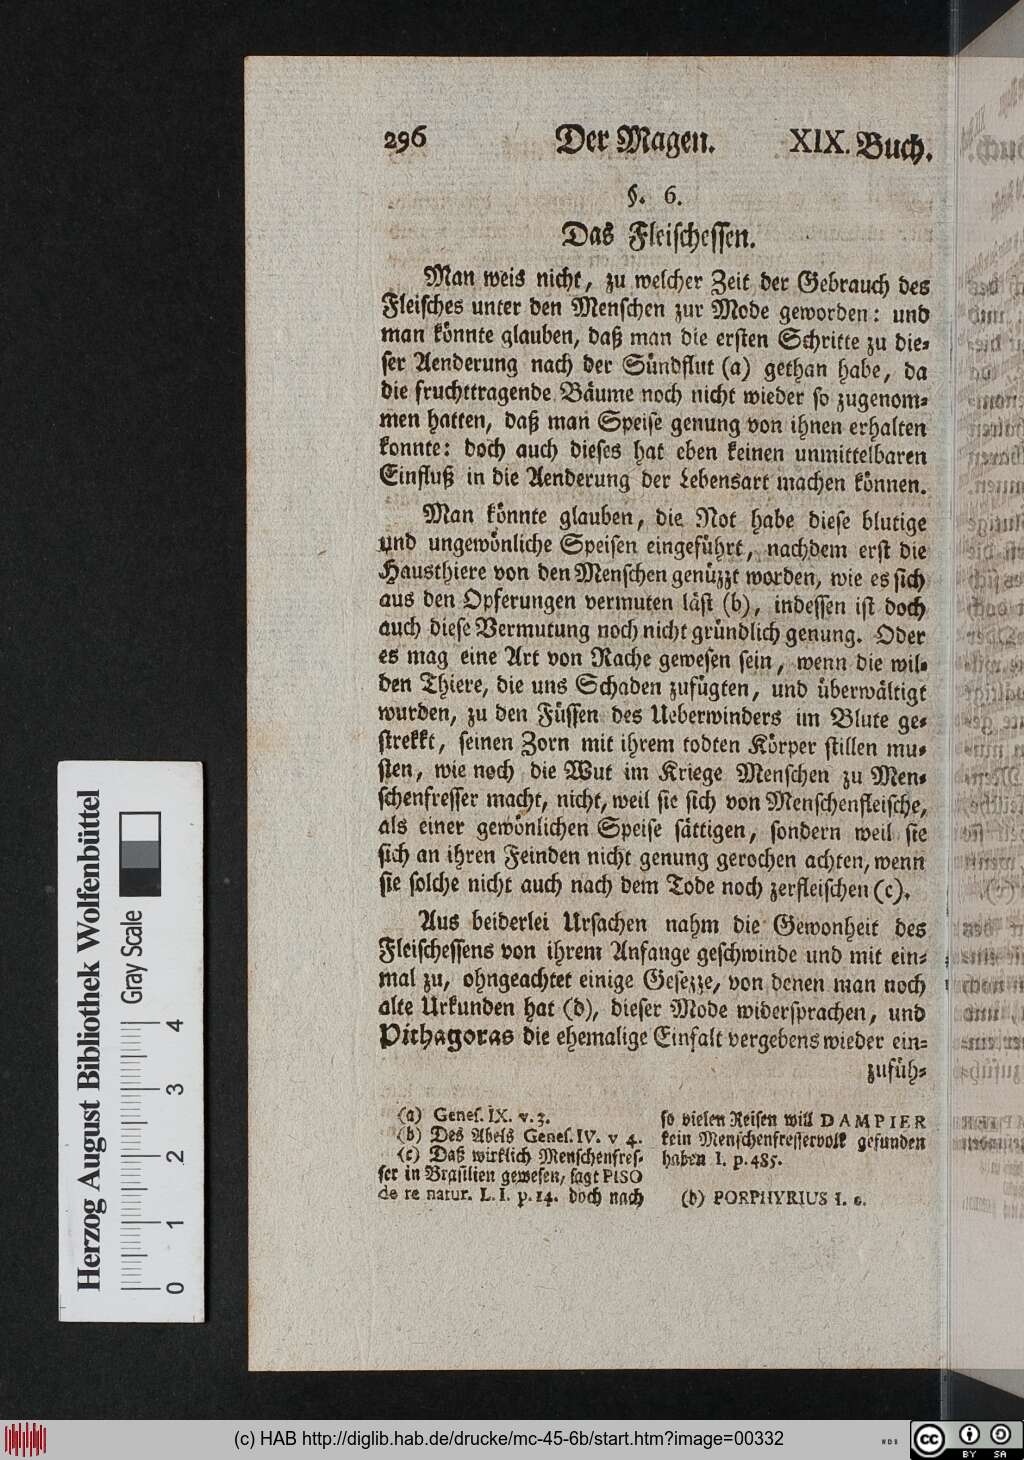 296 Der Magen. XIX. Buch.
§. 6.
Das Fleischessen.
Man weis nicht, zu welcher Zeit der Gebrauch des
Fleisches unter den Menschen zur Mode geworden: und
man könnte glauben, daß man die ersten Schritte zu die-
ser Aenderung nach der Sündflut (a) gethan habe, da
die fruchttragende Bäume noch nicht wieder so zugenom-
men hatten, daß man Speise genung von ihnen erhalten
konnte: doch auch dieses hat eben keinen unmittelbaren
Einfluß in die Aenderung der Lebensart machen können.
Man könnte glauben, die Not habe diese blutige
und ungewönliche Speisen eingeführt, nachdem erst die
Hausthiere von den Menschen genüzzt worden, wie es sich
aus den Opferungen vermuten läst (b), indessen ist doch
auch diese Vermutung noch nicht gründlich genung. Oder
es mag eine Art von Rache gewesen sein, wenn die wil-
den Thiere, die uns Schaden zufügten, und überwältigt
wurden, zu den Füssen des Ueberwinders im Blute ge-
strekkt, seinen Zorn mit ihrem todten Körper stillen mu-
sten, wie noch die Wut im Kriege Menschen zu Men-
schenfresser macht, nicht, weil sie sich von Menschenfleische,
als einer gewönlichen Speise sättigen, sondern weil sie
sich an ihren Feinden nicht genung gerochen achten, wenn
sie solche nicht auch nach dem Tode noch zerfleischen (c).
Aus beiderlei Ursachen nahm die Gewonheit des
Fleischessens von ihrem Anfange geschwinde und mit ein-
mal zu, ohngeachtet einige Gesezze, von denen man noch
alte Urkunden hat (d), dieser Mode widersprachen, und
Pithagoras die ehemalige Einfalt vergebens wieder ein-
zufüh-
(a) Genes. IX. v. 3.
(b) Des Abels Genes. IV. v 4.
(c) Daß wirklich Menschenfres-
ser in Brasilien gewesen, sagt PISO
de re natur. L. I. p. 14. doch nach
so vielen Reisen will DAMPIER
kein Menschenfresservolk gefunden
haben I. p. 485.
(d) PORPHYRIUS l. c.
Herzog August Bibliothek Wolfenbüttel
Gray Scale
0 1 2 3 4
(c) HAB http://diglib.hab.de/drucke/mc-45-6b/start.htm?image=00332
cc BY SA